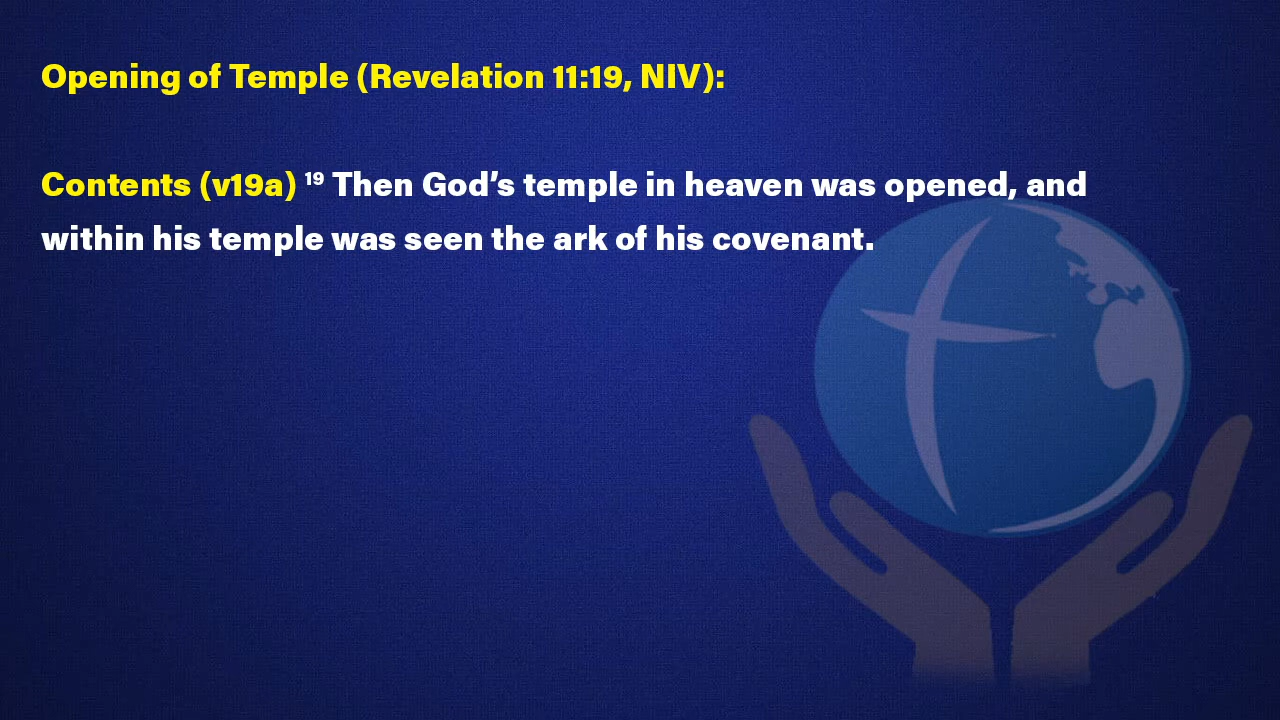 Opening of Temple (Revelation 11:19, NIV):
Contents (v19a) ¹⁹ Then God’s temple in heaven was opened, and
within his temple was seen the ark of his covenant.